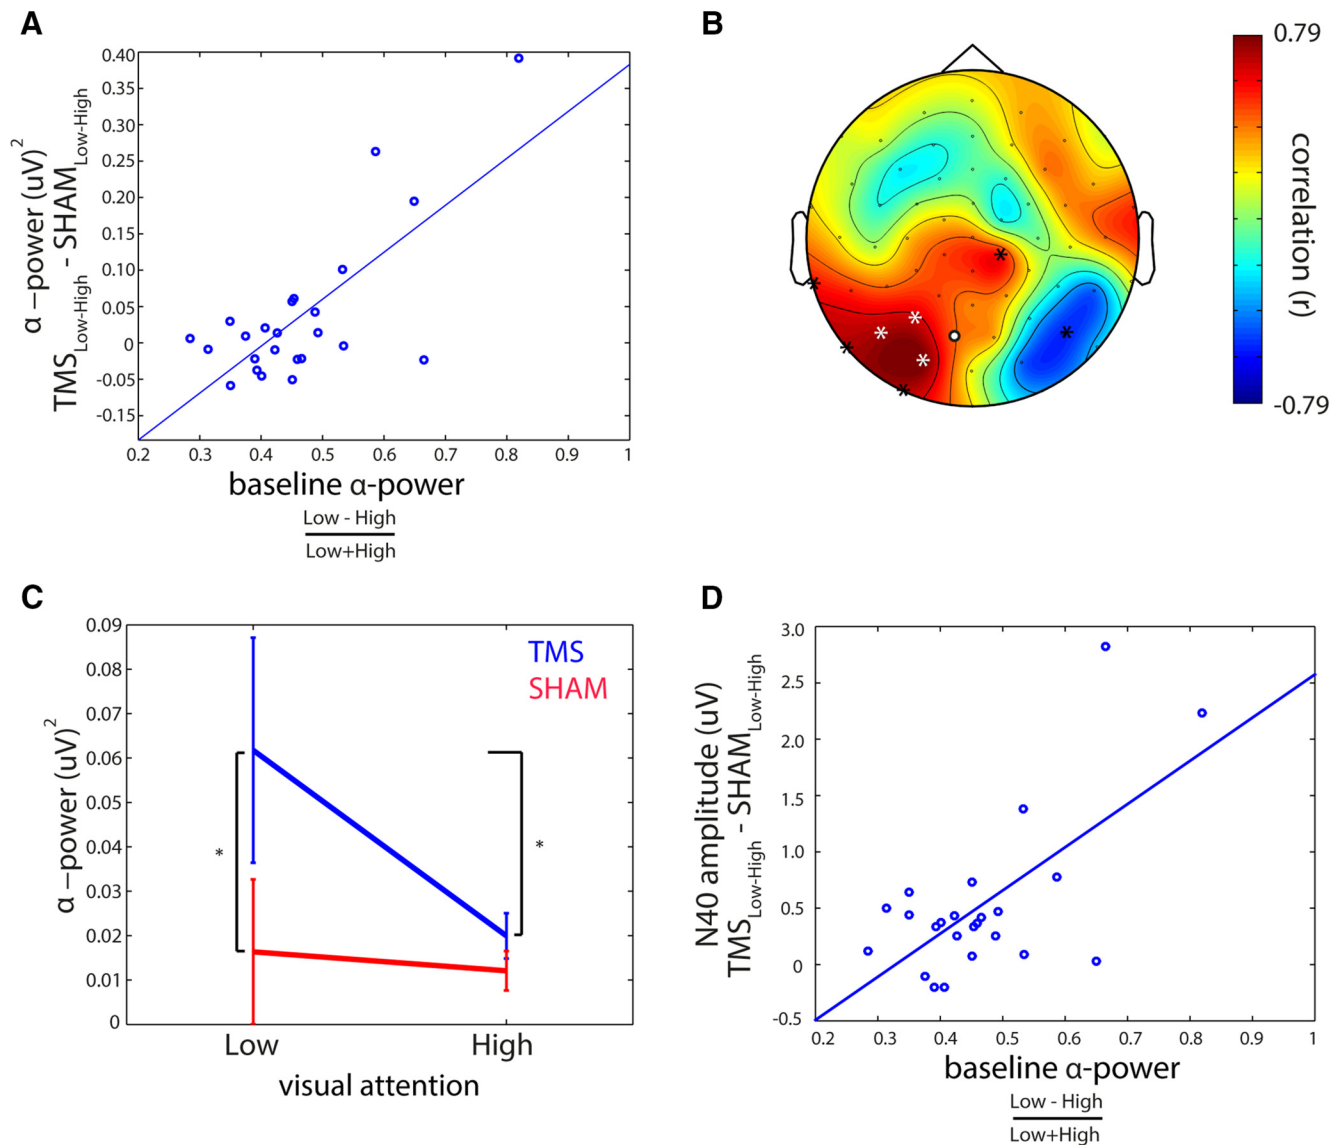 A
α –power (uV)2
TMSLow-High - SHAMLow-High
0.40
0.35
0.30
0.25
0.20
0.15
0.10
0.05
0
-0.05
-0.15
0.2 0.3 0.4 0.5 0.6 0.7 0.8 0.9 1
baseline α-power
Low - High
Low+High
B
0.79
correlation (r)
-0.79
*
*
*
*
*
*
*
*
C
α –power (uV)2
0.09
0.08
0.07
0.06
0.05
0.04
0.03
0.02
0.01
0
TMS
SHAM
*
*
Low High
visual attention
D
N40 amplitude (uV)
TMSLow-High - SHAMLow-High
3.0
2.5
2.0
1.5
1.0
0.5
0
-0.5
0.2 0.3 0.4 0.5 0.6 0.7 0.8 0.9 1
baseline α-power
Low - High
Low+High